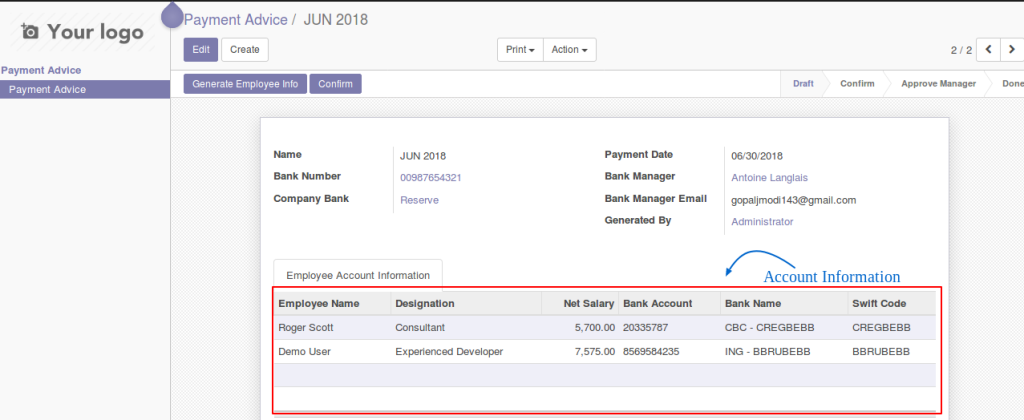 Your logo
Payment Advice
Payment Advice
Payment Advice / JUN 2018
Edit Create Print Action 2 / 2
Generate Employee Info Confirm Draft Confirm Approve Manager Done
Name JUN 2018 Payment Date 06/30/2018
Bank Number 00987654321 Bank Manager Antoine Langlais
Company Bank Reserve Bank Manager Email gopaljmodi143@gmail.com
Generated By Administrator
Employee Account Information Account Information
Employee Name Designation Net Salary Bank Account Bank Name Swift Code
Roger Scott Consultant 5,700.00 20335787 CBC - CREGBEBB CREGBEBB
Demo User Experienced Developer 7,575.00 8569584235 ING - BBRUBEBB BBRUBEBB